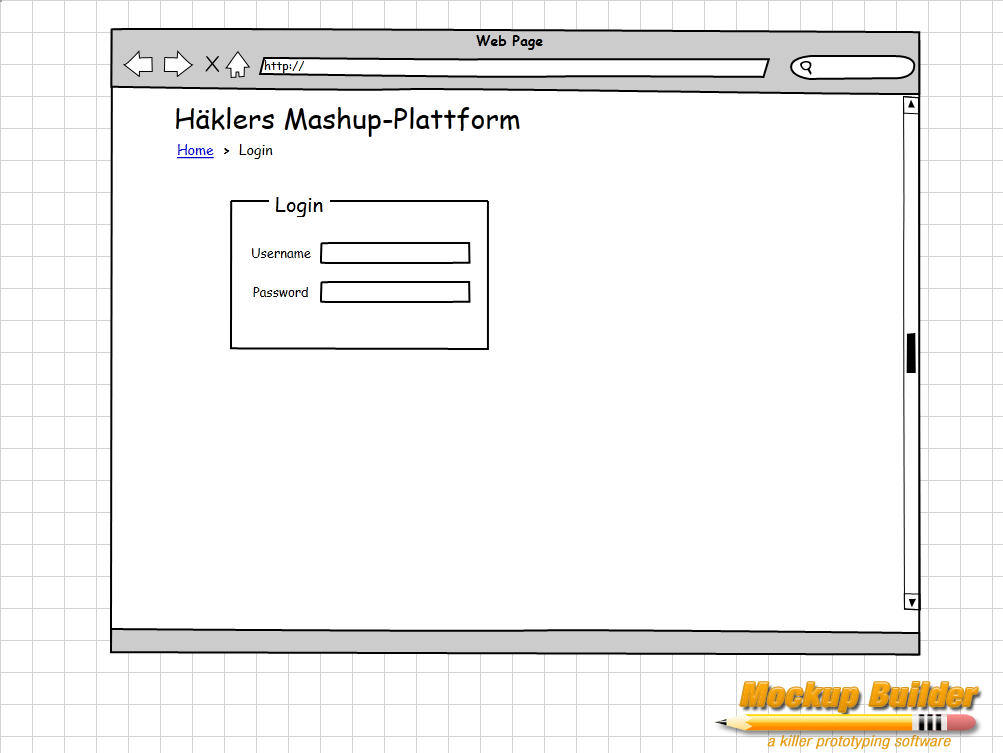 Web Page
http://
Häklers Mashup-Plattform
Home > Login
Login
Username
Password
Mockup Builder
a killer prototyping software